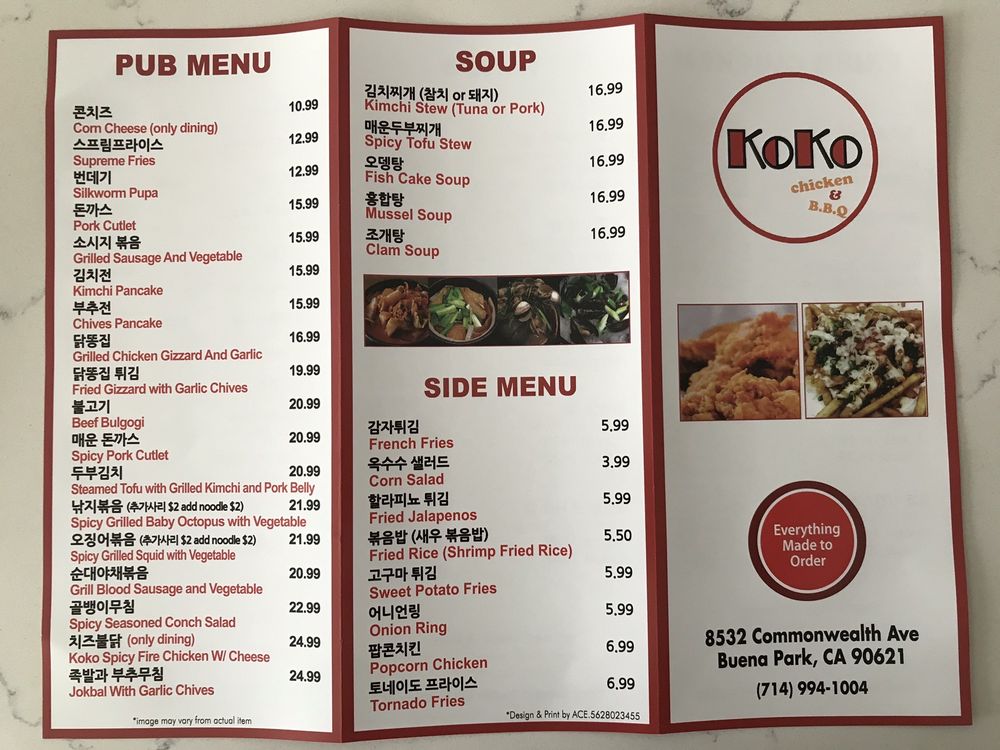 PUB MENU
콘치즈 10.99
Corn Cheese (only dining)
스프림프라이스 12.99
Supreme Fries
번데기 12.99
Silkworm Pupa
돈까스 15.99
Pork Cutlet
소시지 볶음 15.99
Grilled Sausage And Vegetable
김치전 15.99
Kimchi Pancake
부추전 15.99
Chives Pancake
닭똥집 16.99
Grilled Chicken Gizzard And Garlic
닭똥집 튀김 19.99
Fried Gizzard with Garlic Chives
불고기 20.99
Beef Bulgogi
매운 돈까스 20.99
Spicy Pork Cutlet
두부김치 20.99
Steamed Tofu with Grilled Kimchi and Pork Belly
낚지볶음 (추가사리 $2 add noodle $2) 21.99
Spicy Grilled Baby Octopus with Vegetable
오징어볶음 (추가사리 $2 add noodle $2) 21.99
Spicy Grilled Squid with Vegetable
순대야채볶음 20.99
Grill Blood Sausage and Vegetable
골뱅이무침 22.99
Spicy Seasoned Conch Salad
치즈불닭 (only dining) 24.99
Koko Spicy Fire Chicken W/ Cheese
족발과 부추무침 24.99
Jokbal With Garlic Chives
*image may vary from actual item
SOUP
김치찌개 (참치 or 돼지) 16.99
Kimchi Stew (Tuna or Pork)
매운두부찌개 16.99
Spicy Tofu Stew
오뎅탕 16.99
Fish Cake Soup
홍합탕 16.99
Mussel Soup
조개탕 16.99
Clam Soup
SIDE MENU
감자튀김 5.99
French Fries
옥수수 샐러드 3.99
Corn Salad
할라피뇨 튀김 5.99
Fried Jalapenos
볶음밥 (새우 볶음밥) 5.50
Fried Rice (Shrimp Fried Rice)
고구마 튀김 5.99
Sweet Potato Fries
어니언링 5.99
Onion Ring
팝콘치킨 6.99
Popcorn Chicken
토네이도 프라이스 6.99
Tornado Fries
*Design & Print by ACE.5628023455
KoKo
chicken
&
B.B.Q
Everything
Made to
Order
8532 Commonwealth Ave
Buena Park, CA 90621
(714) 994-1004